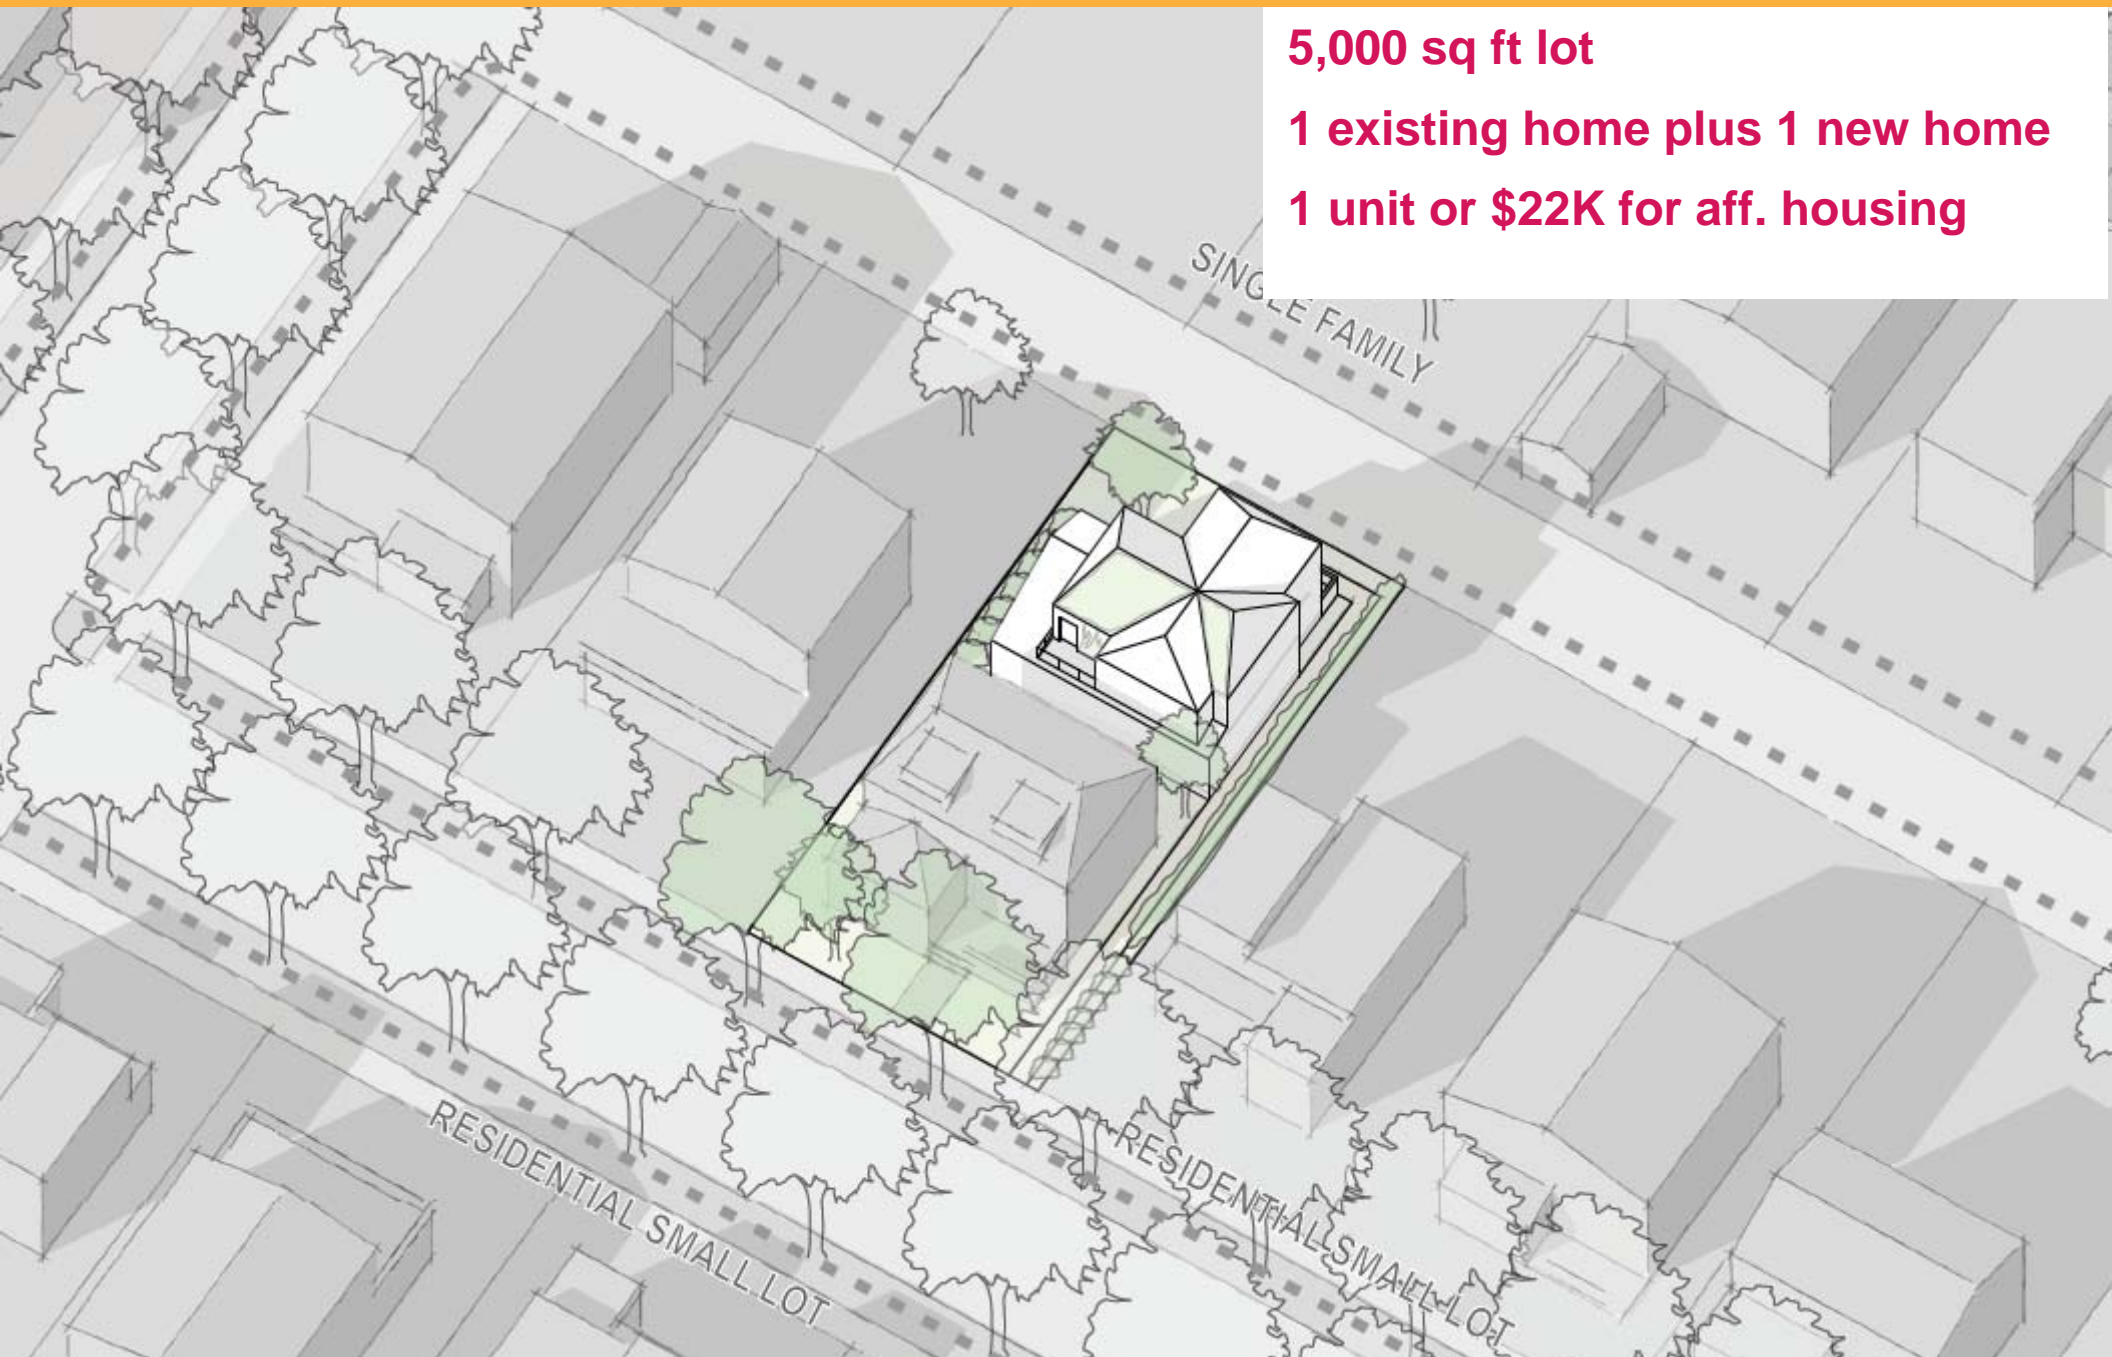 5,000 sq ft lot
1 existing home plus 1 new home
1 unit or $22K for aff. housing
SINGLE FAMILY
RESIDENTIAL SMALL LOT
RESIDENTIAL SMALL LOT